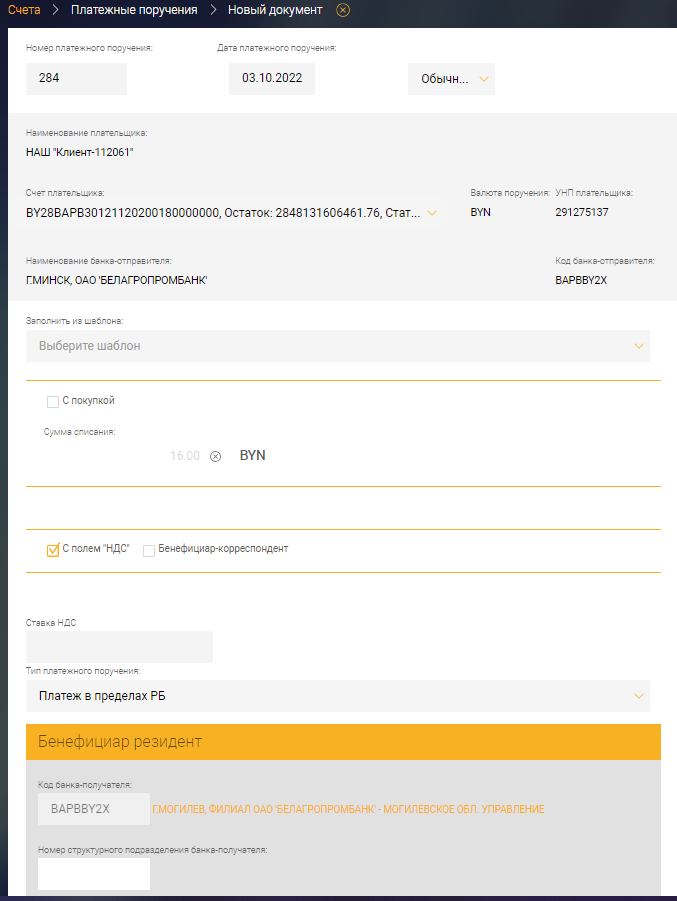 Счета > Платежные поручения > Новый документ
Номер платежного поручения: Дата платежного поручения:
284 03.10.2022 Обычн...
Наименование плательщика:
НАШ "Клиент-112061"
Счет плательщика: Валюта поручения: УНП плательщика:
BY28BAPB30121120200180000000, Остаток: 2848131606461.76, Стат... BYN 291275137
Наименование банка-отправителя: Код банка-отправителя:
Г.МИНСК, ОАО 'БЕЛАГРОПРОМБАНК' BAPBBY2X
Заполнить из шаблона:
Выберите шаблон
С покупкой
Сумма списания:
16.00 BYN
С полем "НДС" Бенефициар-корреспондент
Ставка НДС
Тип платежного поручения:
Платеж в пределах РБ
Бенефициар резидент
Код банка-получателя:
BAPBBY2X Г.МОГИЛЕВ, ФИЛИАЛ ОАО 'БЕЛАГРОПРОМБАНК' - МОГИЛЕВСКОЕ ОБЛ. УПРАВЛЕНИЕ
Номер структурного подразделения банка-получателя: